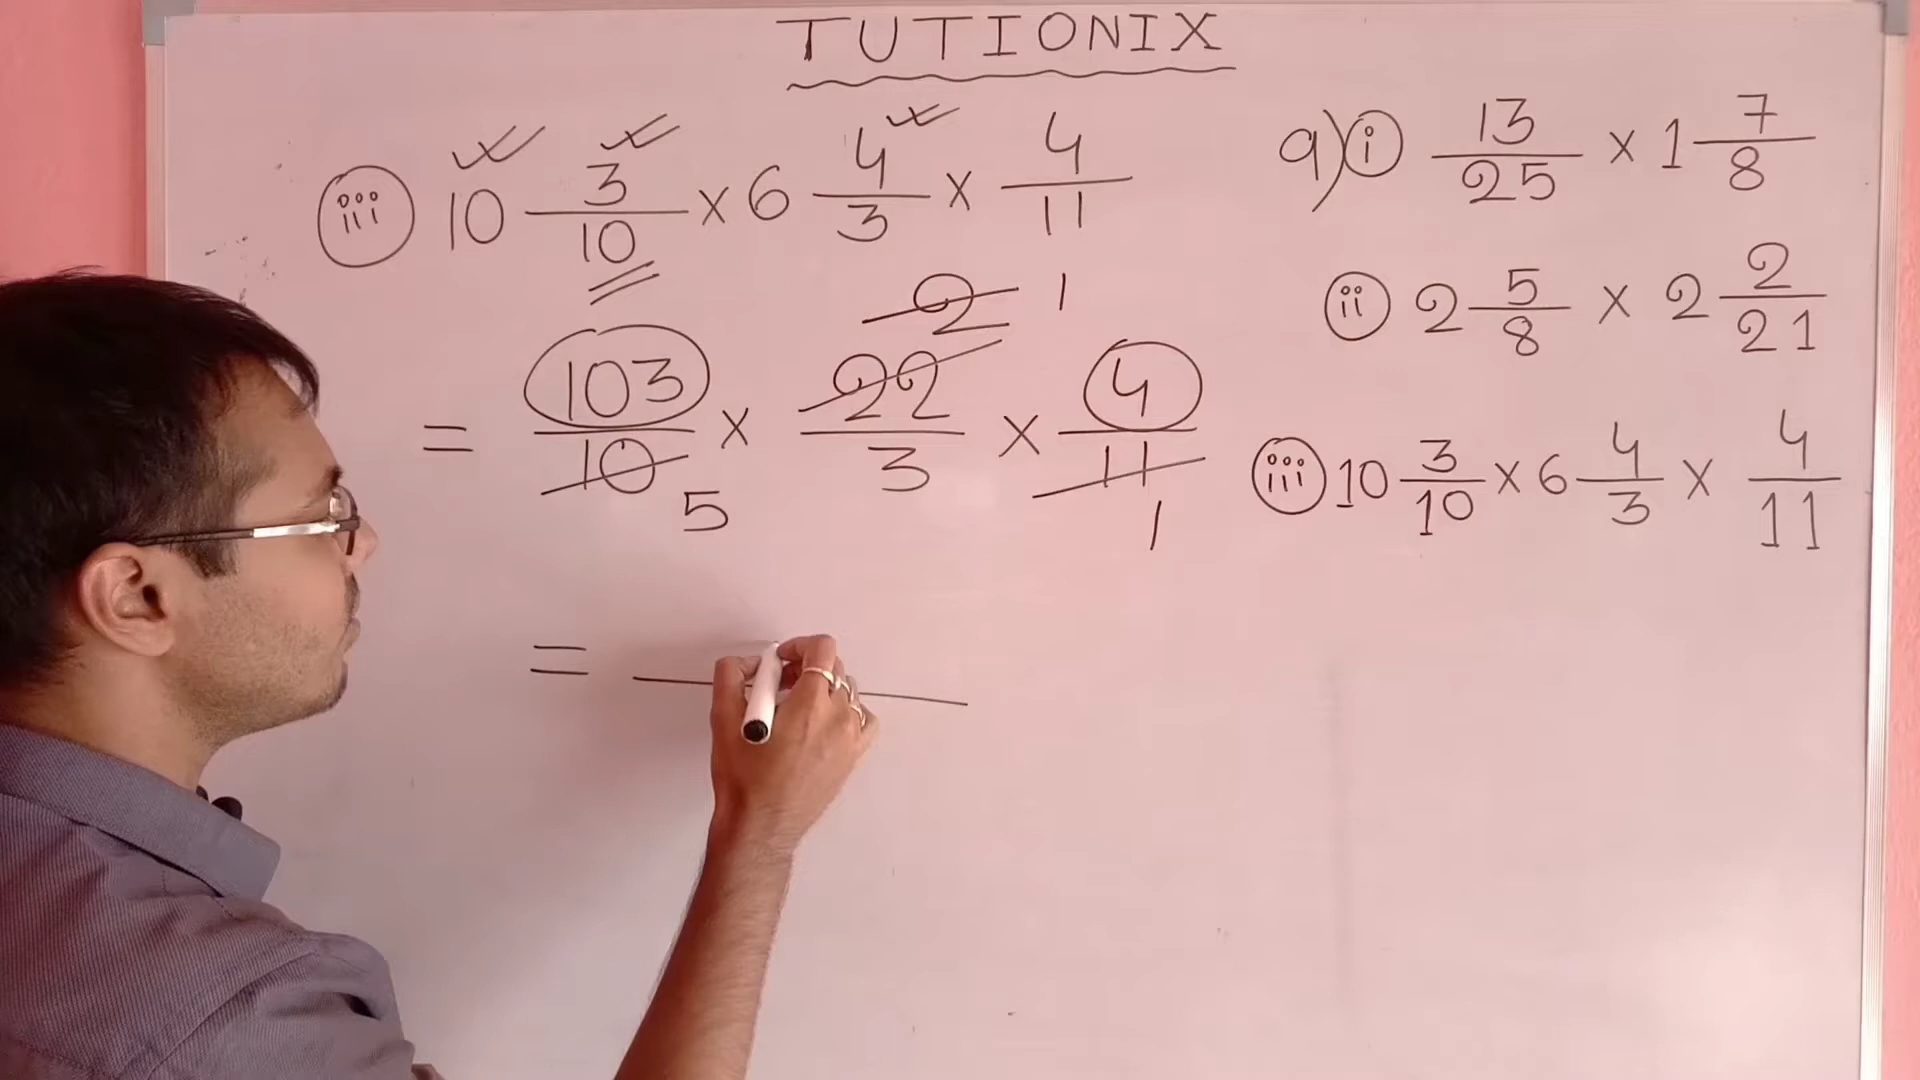 TUTIONIX
iii 10 3/10 × 6 4/3 × 4/11
2 1
= 103/10 × 22/3 × 4/11
5 1
=
9) i 13/25 × 1 7/8
ii 2 5/8 × 2 2/21
iii 10 3/10 × 6 4/3 × 4/11